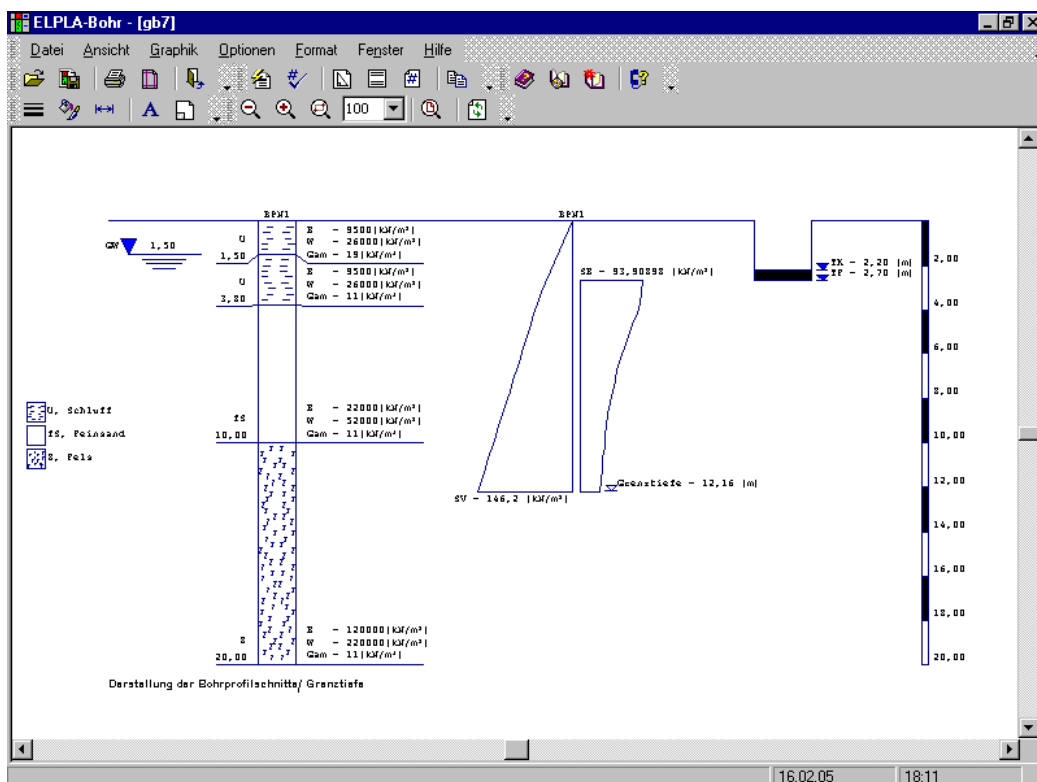 ELPLA-Bohr - [gb7]
Datei Ansicht Graphik Optionen Format Fenster Hilfe
100
BPN1 BPN1
GW 1,50
U
1,50
E - 9500[kN/m²]
W - 26000[kN/m²]
Gam - 19[kN/m³]
U
3,80
E - 9500[kN/m²]
W - 26000[kN/m²]
Gam - 11[kN/m³]
SE - 93,90898 [kN/m²]
TK - 2,20 [m]
TF - 2,70 [m]
2,00
4,00
6,00
8,00
10,00
12,00
14,00
16,00
18,00
20,00
U, Schluff
fS, Feinsand
Z, Fels
fS
10,00
E - 22000[kN/m²]
W - 52000[kN/m²]
Gam - 11[kN/m³]
Grenztiefe - 12,16 [m]
SV - 146,2 [kN/m²]
Z
20,00
E - 120000[kN/m²]
W - 220000[kN/m²]
Gam - 11[kN/m³]
Darstellung der Bohrprofilschnitte/ Grenztiefe
16.02.05 18:11